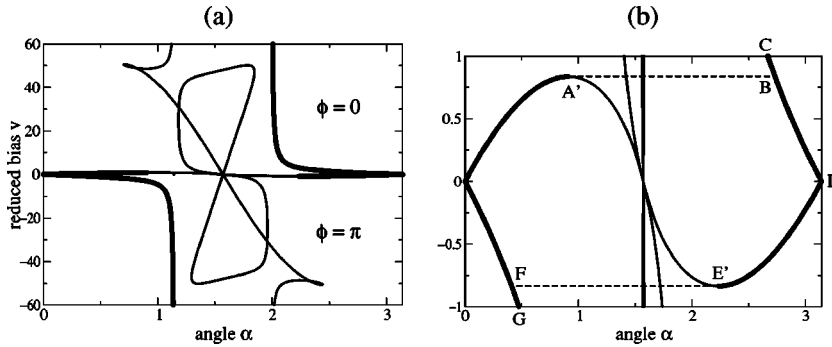 (a)
60
40
20
0
-20
-40
-60
0
1
2
3
reduced bias v
angle α
ϕ = 0
ϕ = π
(b)
1
0.5
0
-0.5
-1
0
1
2
3
angle α
C
A'
B
F
E'
G